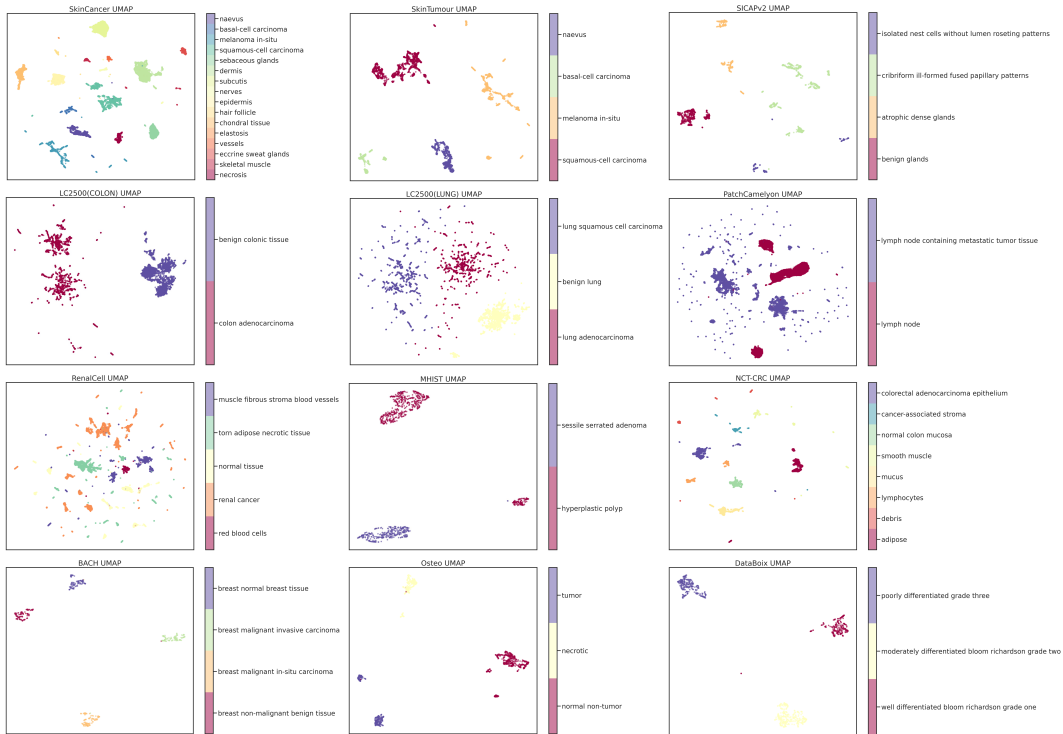 SkinCancer UMAP
naevus
basal-cell carcinoma
melanoma in-situ
squamous-cell carcinoma
sebaceous glands
dermis
subcutis
nerves
epidermis
hair follicle
chondral tissue
elastosis
vessels
eccrine sweat glands
skeletal muscle
necrosis
SkinTumour UMAP
naevus
basal-cell carcinoma
melanoma in-situ
squamous-cell carcinoma
SICAPv2 UMAP
isolated nest cells without lumen roseting patterns
cribriform ill-formed fused papillary patterns
atrophic dense glands
benign glands
LC2500(COLON) UMAP
benign colonic tissue
colon adenocarcinoma
LC2500(LUNG) UMAP
lung squamous cell carcinoma
benign lung
lung adenocarcinoma
PatchCamelyon UMAP
lymph node containing metastatic tumor tissue
lymph node
RenalCell UMAP
muscle fibrous stroma blood vessels
torn adipose necrotic tissue
normal tissue
renal cancer
red blood cells
MHIST UMAP
sessile serrated adenoma
hyperplastic polyp
NCT-CRC UMAP
colorectal adenocarcinoma epithelium
cancer-associated stroma
normal colon mucosa
smooth muscle
mucus
lymphocytes
debris
adipose
BACH UMAP
breast normal breast tissue
breast malignant invasive carcinoma
breast malignant in-situ carcinoma
breast non-malignant benign tissue
Osteo UMAP
tumor
necrotic
normal non-tumor
DataBoix UMAP
poorly differentiated grade three
moderately differentiated bloom richardson grade two
well differentiated bloom richardson grade one